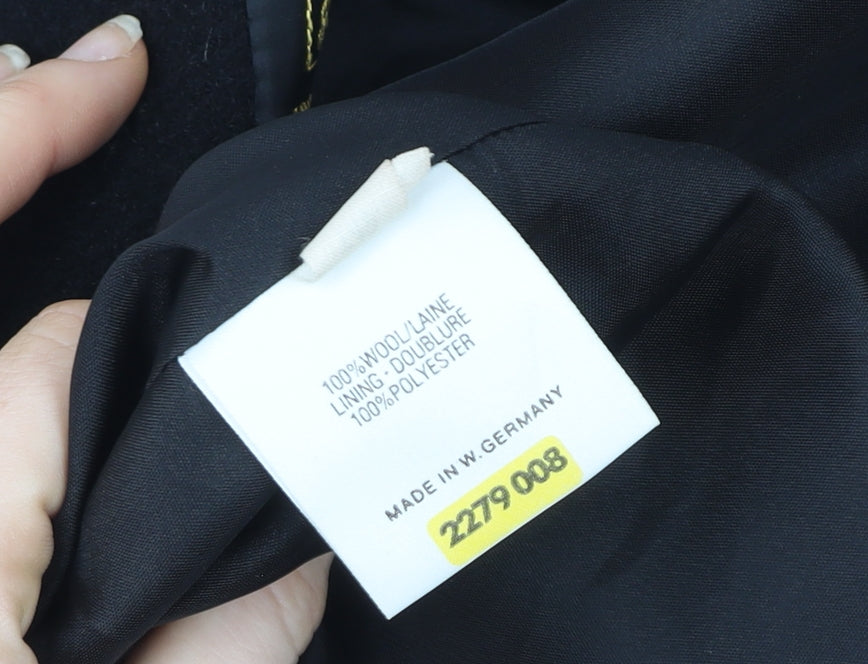 100%WOOL/LAINE
LINING - DOUBLURE
100%POLYESTER
MADE IN W.GERMANY
2279 008